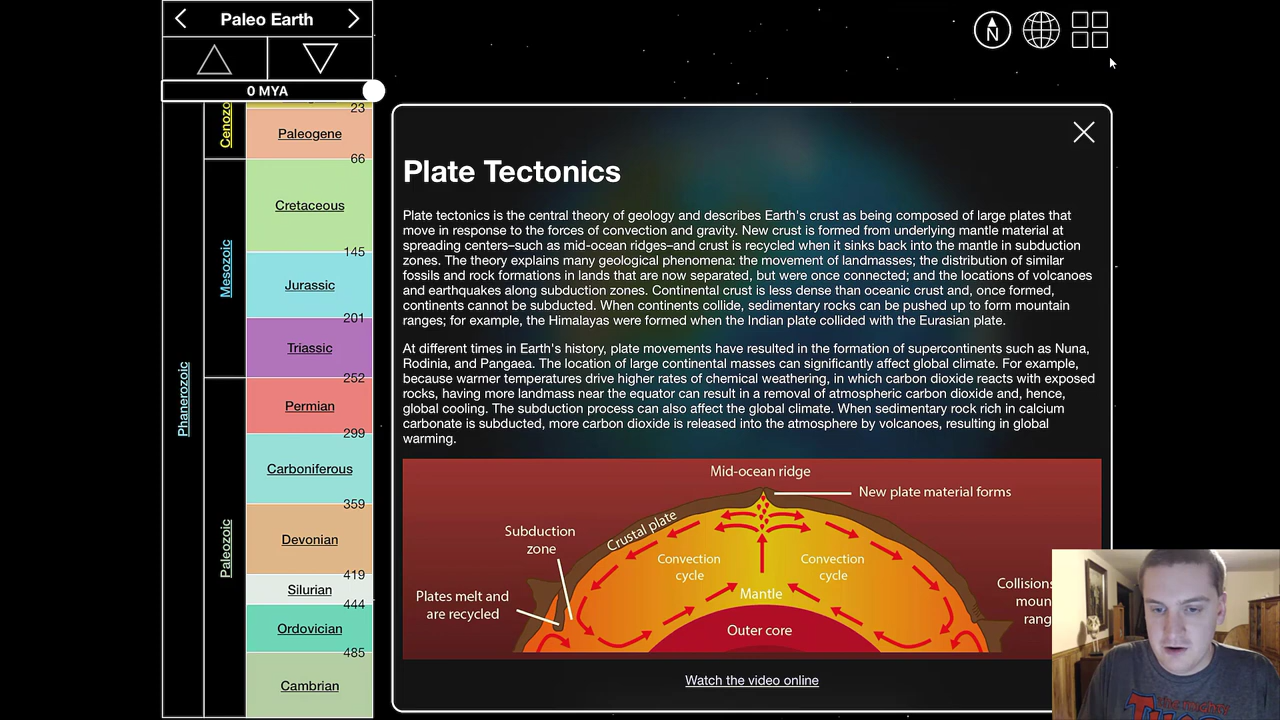 Paleo Earth
N
0 MYA
23
Paleogene
66
Cretaceous
145
Jurassic
201
Triassic
252
Permian
299
Carboniferous
359
Devonian
419
Silurian
444
Ordovician
485
Cambrian
Mesozoic
Paleozoic
Phanerozoic
Plate Tectonics
Plate tectonics is the central theory of geology and describes Earth's crust as being composed of large plates that
move in response to the forces of convection and gravity. New crust is formed from underlying mantle material at
spreading centers–such as mid-ocean ridges–and crust is recycled when it sinks back into the mantle in subduction
zones. The theory explains many geological phenomena: the movement of landmasses; the distribution of similar
fossils and rock formations in lands that are now separated, but were once connected; and the locations of volcanoes
and earthquakes along subduction zones. Continental crust is less dense than oceanic crust and, once formed,
continents cannot be subducted. When continents collide, sedimentary rocks can be pushed up to form mountain
ranges; for example, the Himalayas were formed when the Indian plate collided with the Eurasian plate.
At different times in Earth's history, plate movements have resulted in the formation of supercontinents such as Nuna,
Rodinia, and Pangaea. The location of large continental masses can significantly affect global climate. For example,
because warmer temperatures drive higher rates of chemical weathering, in which carbon dioxide reacts with exposed
rocks, having more landmass near the equator can result in a removal of atmospheric carbon dioxide and, hence,
global cooling. The subduction process can also affect the global climate. When sedimentary rock rich in calcium
carbonate is subducted, more carbon dioxide is released into the atmosphere by volcanoes, resulting in global
warming.
Mid-ocean ridge
New plate material forms
Crustal plate
Subduction
zone
Convection
cycle
Convection
cycle
Plates melt and
are recycled
Mantle
Outer core
Collisions
Watch the video online